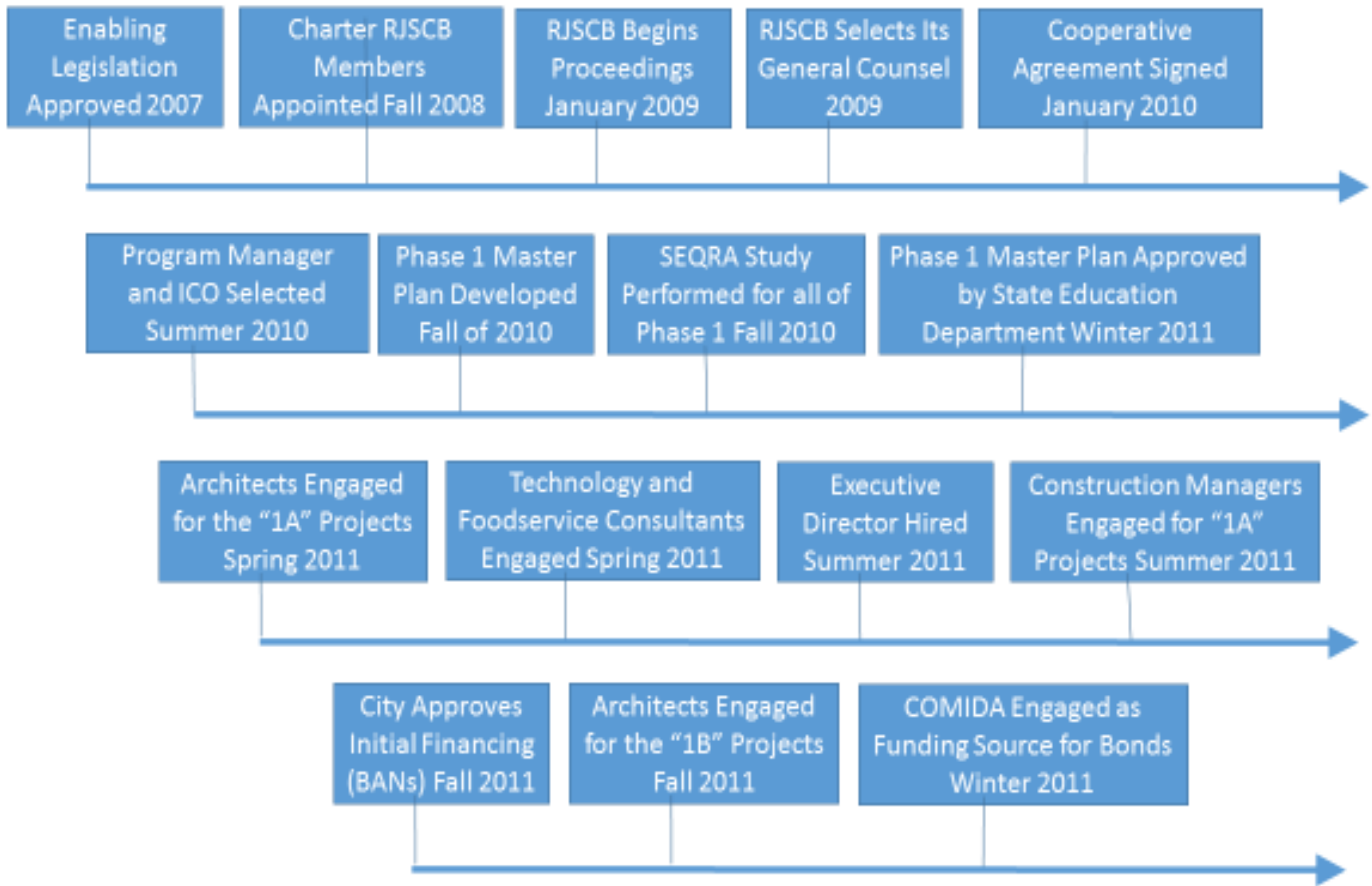 Enabling
Legislation
Approved 2007
Charter RJSCB
Members
Appointed Fall 2008
RJSCB Begins
Proceedings
January 2009
RJSCB Selects Its
General Counsel
2009
Cooperative
Agreement Signed
January 2010
Program Manager
and ICO Selected
Summer 2010
Phase 1 Master
Plan Developed
Fall of 2010
SEQRA Study
Performed for all of
Phase 1 Fall 2010
Phase 1 Master Plan Approved
by State Education
Department Winter 2011
Architects Engaged
for the “1A” Projects
Spring 2011
Technology and
Foodservice Consultants
Engaged Spring 2011
Executive
Director Hired
Summer 2011
Construction Managers
Engaged for “1A”
Projects Summer 2011
City Approves
Initial Financing
(BANs) Fall 2011
Architects Engaged
for the “1B” Projects
Fall 2011
COMIDA Engaged as
Funding Source for Bonds
Winter 2011